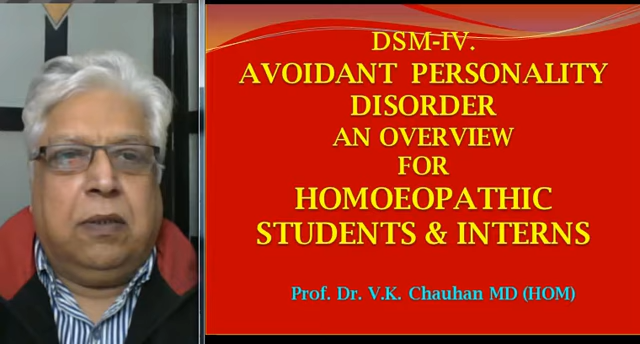 DSM-IV.
AVOIDANT PERSONALITY
DISORDER
AN OVERVIEW
FOR
HOMOEOPATHIC
STUDENTS & INTERNS
Prof. Dr. V.K. Chauhan MD (HOM)